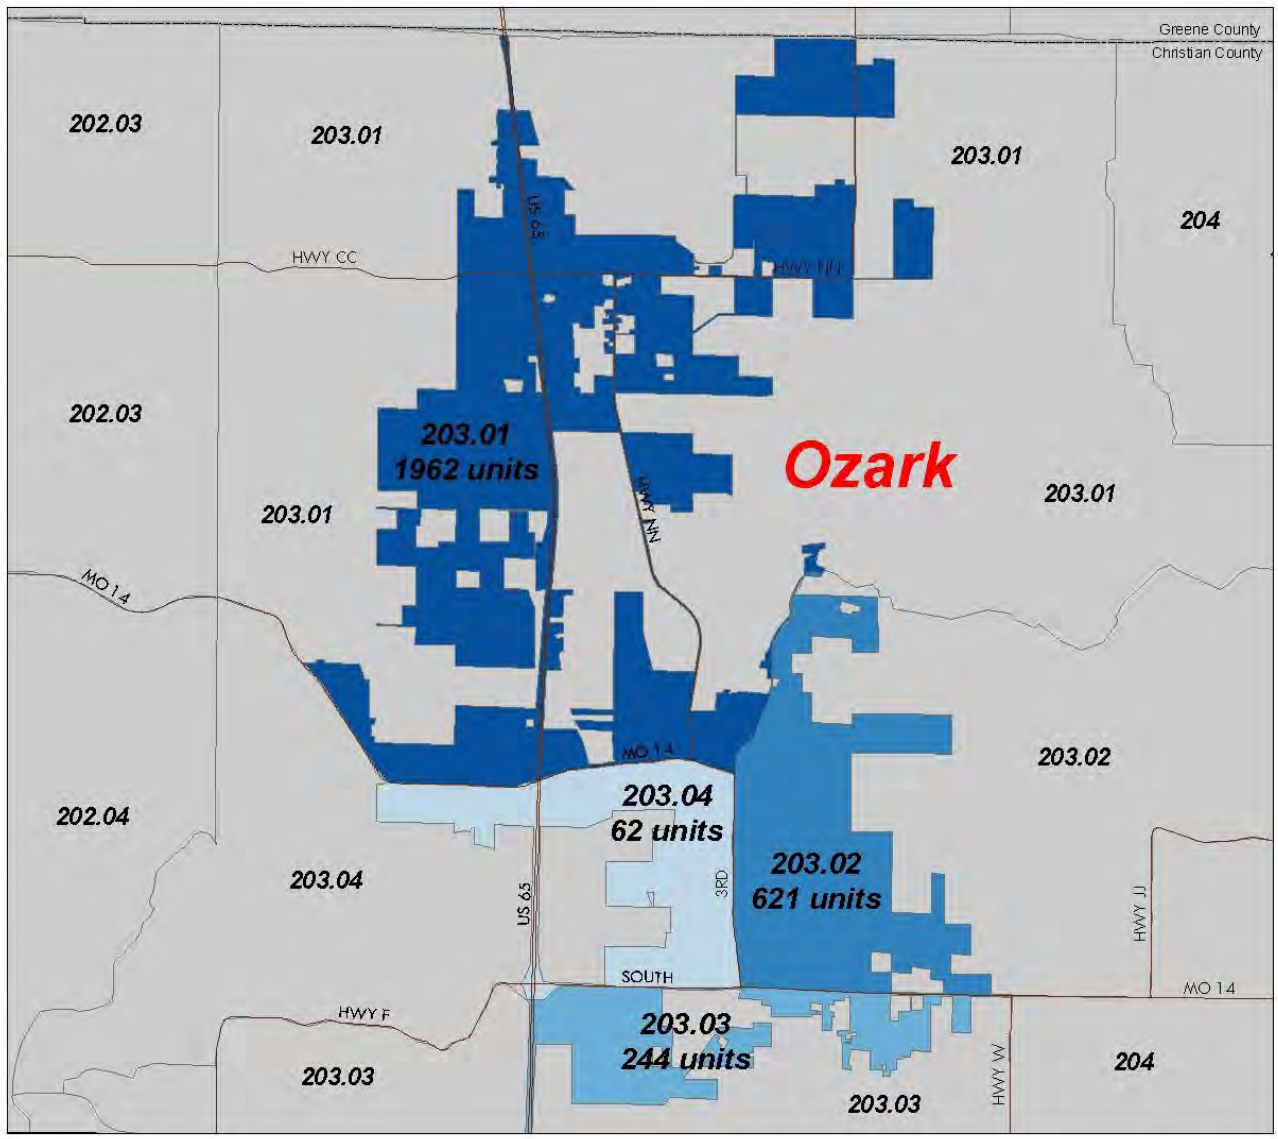 Greene County
Christian County
202.03
203.01
203.01
204
US 65
HWY CC
HWY NN
202.03
203.01
1962 units
Ozark
203.01
203.01
HWY NN
MO 14
MO 14
203.02
203.04
62 units
202.04
203.04
203.02
621 units
3RD
US 65
HWY JJ
SOUTH
MO 14
HWY F
203.03
244 units
203.03
HWY W
204
203.03